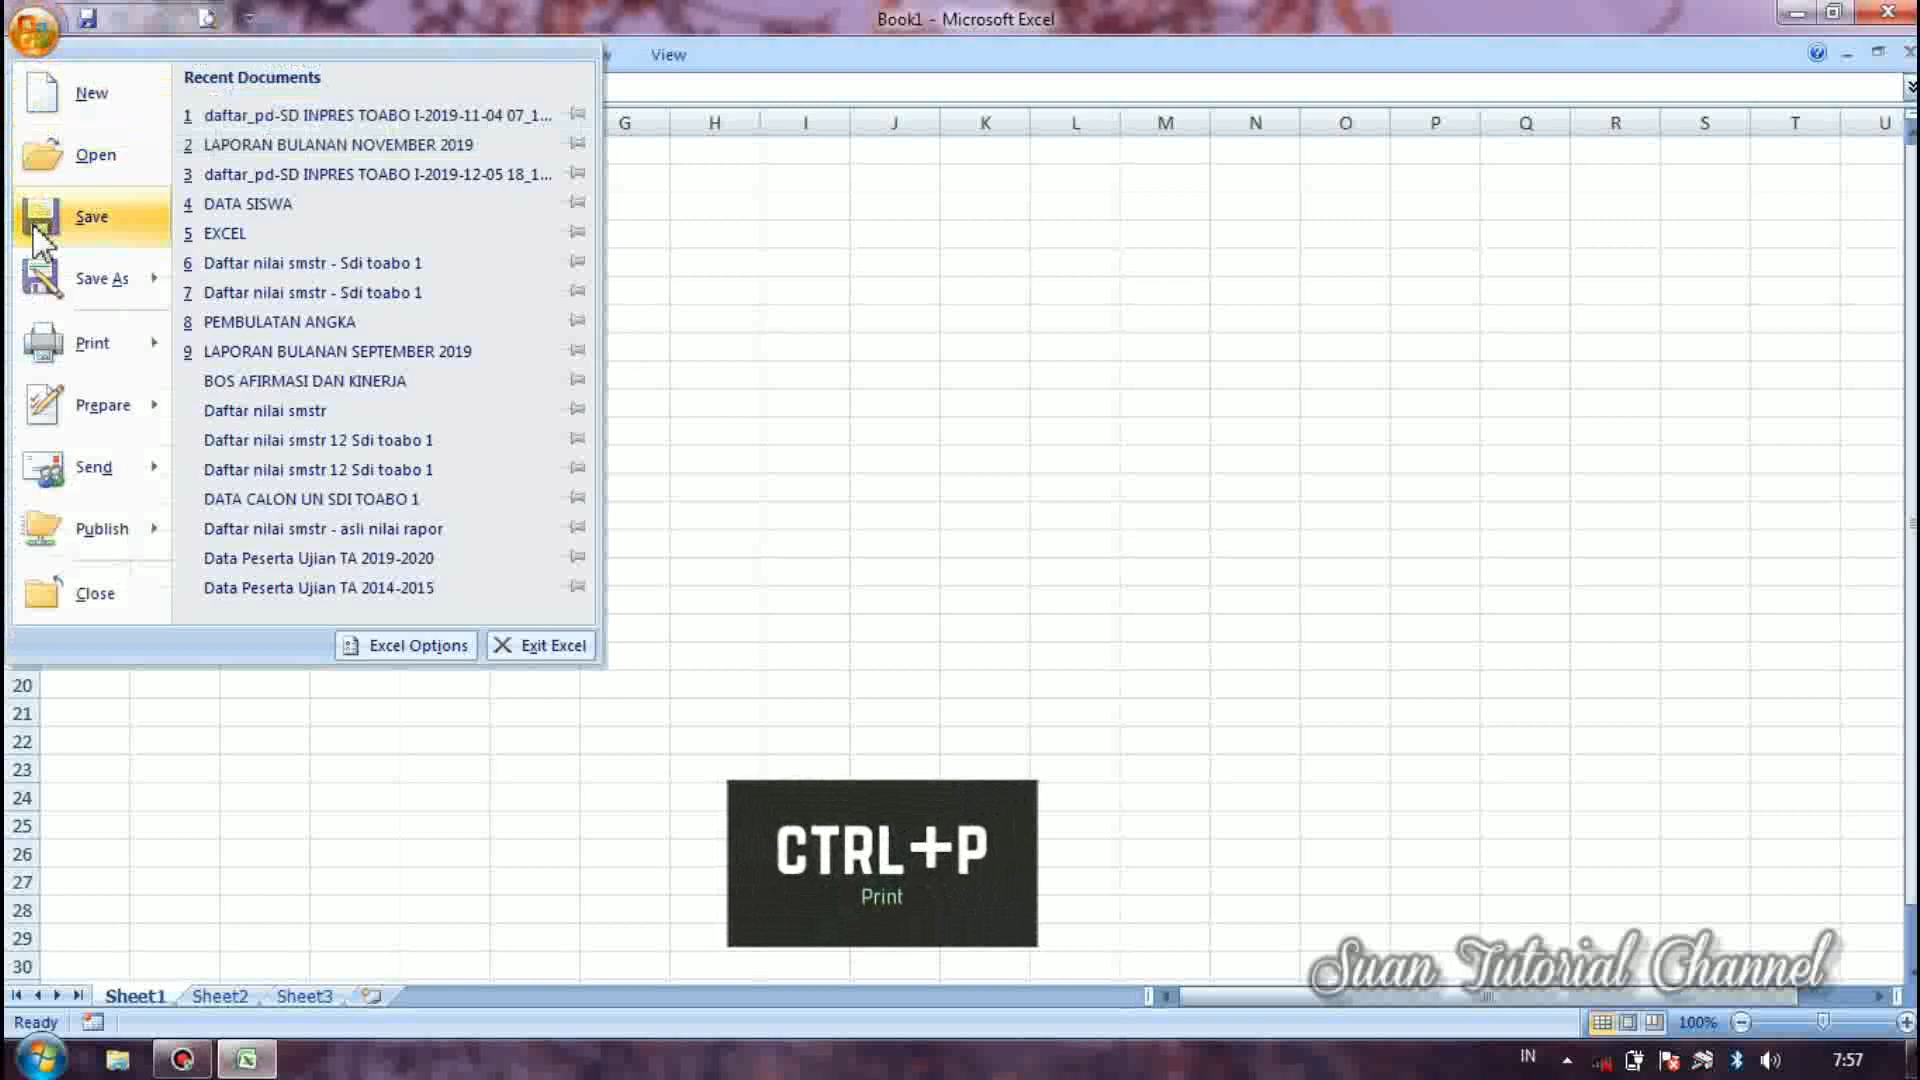 Book1 - Microsoft Excel
View
New
Open
Save
Save As
Print
Prepare
Send
Publish
Close
Recent Documents
1 daftar_pd-SD INPRES TOABO I-2019-11-04 07_1...
2 LAPORAN BULANAN NOVEMBER 2019
3 daftar_pd-SD INPRES TOABO I-2019-12-05 18_1...
4 DATA SISWA
5 EXCEL
6 Daftar nilai smstr - Sdi toabo 1
7 Daftar nilai smstr - Sdi toabo 1
8 PEMBULATAN ANGKA
9 LAPORAN BULANAN SEPTEMBER 2019
BOS AFIRMASI DAN KINERJA
Daftar nilai smstr
Daftar nilai smstr 12 Sdi toabo 1
Daftar nilai smstr 12 Sdi toabo 1
DATA CALON UN SDI TOABO 1
Daftar nilai smstr - asli nilai rapor
Data Peserta Ujian TA 2019-2020
Data Peserta Ujian TA 2014-2015
Excel Options
Exit Excel
G H I J K L M N O P Q R S T U
20
21
22
23
24
25
26
27
28
29
30
CTRL+P
Print
Suan Tutorial Channel
Sheet1 Sheet2 Sheet3
Ready
100%
IN
7:57